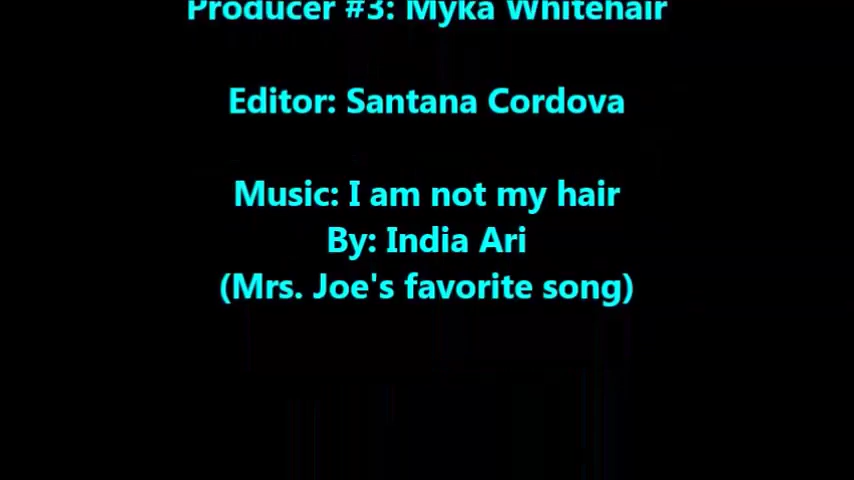 Producer #3: Myka Whitehair
Editor: Santana Cordova
Music: I am not my hair
By: India Ari
(Mrs. Joe's favorite song)